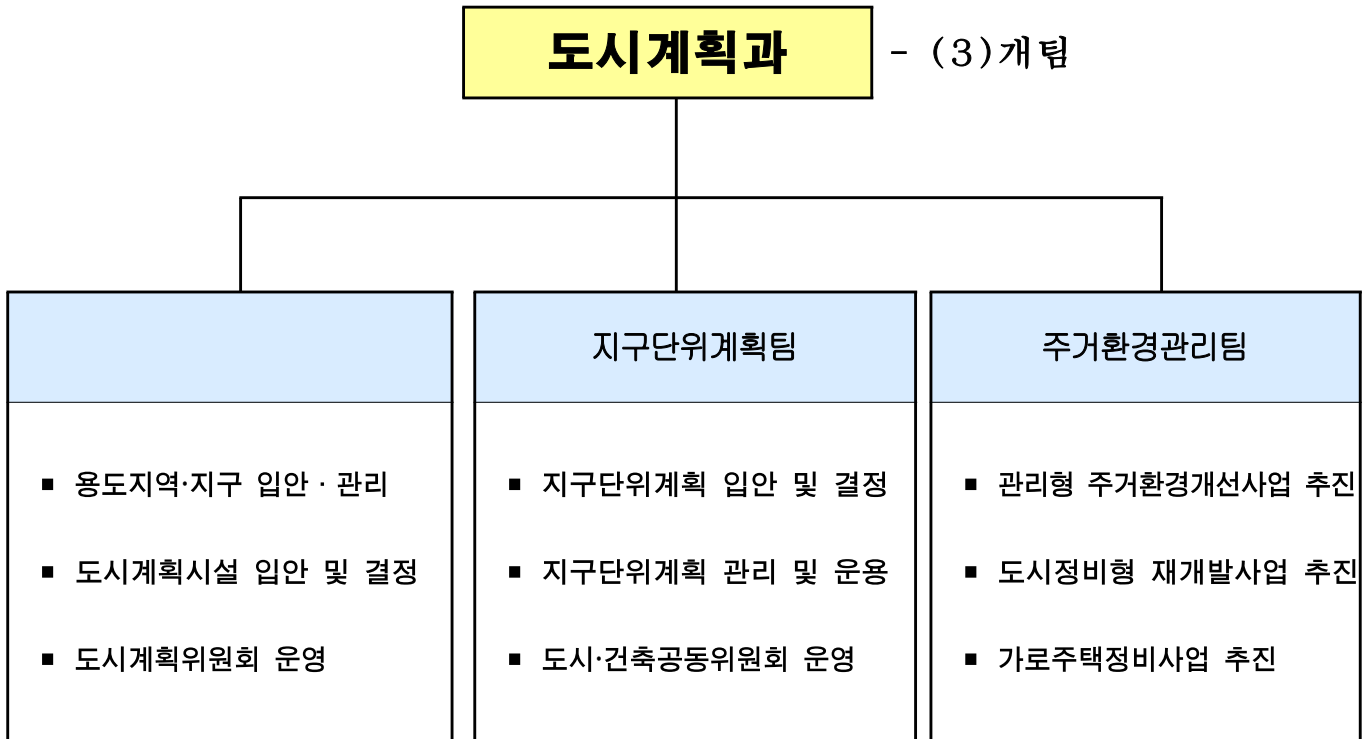 도시계획과 - (3)개팀
지구단위계획팀
주거환경관리팀
▪ 용도지역·지구 입안·관리
▪ 도시계획시설 입안 및 결정
▪ 도시계획위원회 운영
▪ 지구단위계획 입안 및 결정
▪ 지구단위계획 관리 및 운용
▪ 도시·건축공동위원회 운영
▪ 관리형 주거환경개선사업 추진
▪ 도시정비형 재개발사업 추진
▪ 가로주택정비사업 추진